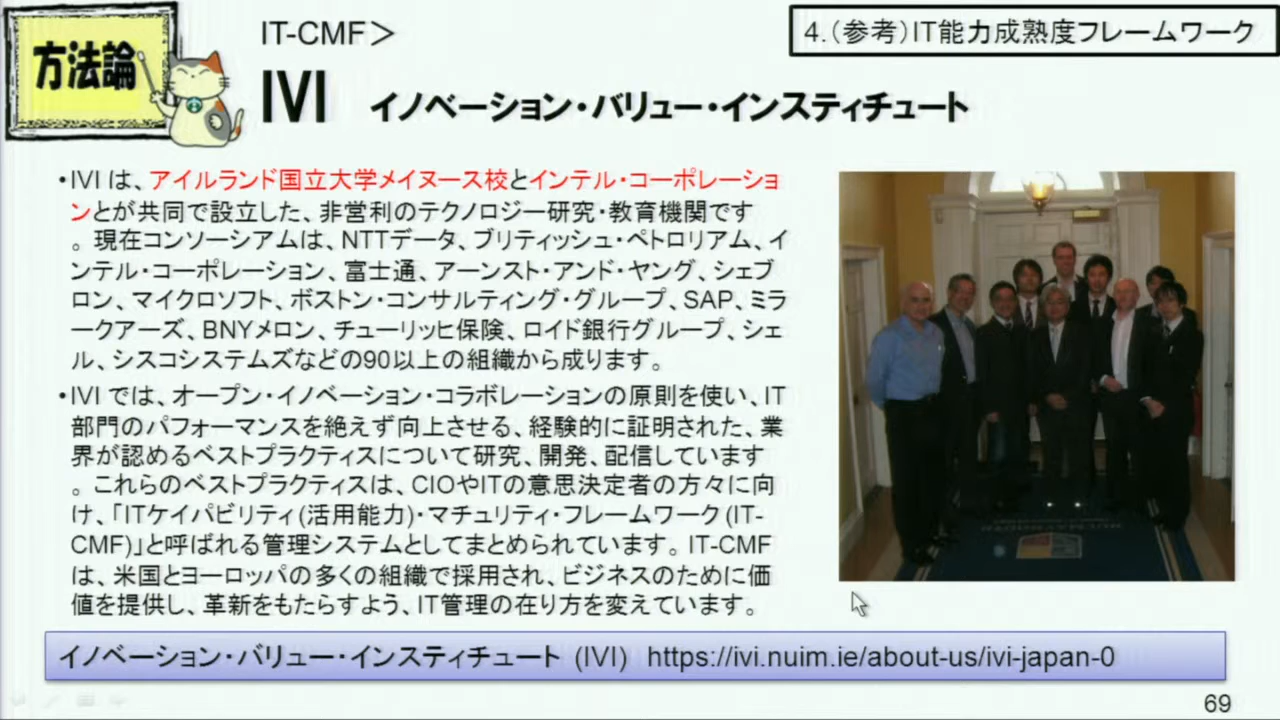 方法論
IT-CMF＞
4.（参考）IT能力成熟度フレームワーク
IVI イノベーション・バリュー・インスティチュート
・IVI は、アイルランド国立大学メイヌース校とインテル・コーポレーショ
ンとが共同で設立した、非営利のテクノロジー研究・教育機関です
。現在コンソーシアムは、NTTデータ、ブリティッシュ・ペトロリアム、イ
ンテル・コーポレーション、富士通、アーンスト・アンド・ヤング、シェブ
ロン、マイクロソフト、ボストン・コンサルティング・グループ、SAP、ミラ
ークアーズ、BNYメロン、チューリッヒ保険、ロイド銀行グループ、シェ
ル、シスコシステムズなどの90以上の組織から成ります。
・IVI では、オープン・イノベーション・コラボレーションの原則を使い、IT
部門のパフォーマンスを絶えず向上させる、経験的に証明された、業
界が認めるベストプラクティスについて研究、開発、配信しています
。これらのベストプラクティスは、CIOやITの意思決定者の方々に向
け、「ITケイパビリティ(活用能力)・マチュリティ・フレームワーク(IT-
CMF)」と呼ばれる管理システムとしてまとめられています。IT-CMF
は、米国とヨーロッパの多くの組織で採用され、ビジネスのために価
値を提供し、革新をもたらすよう、IT管理の在り方を変えています。
イノベーション・バリュー・インスティチュート (IVI) https://ivi.nuim.ie/about-us/ivi-japan-0
69